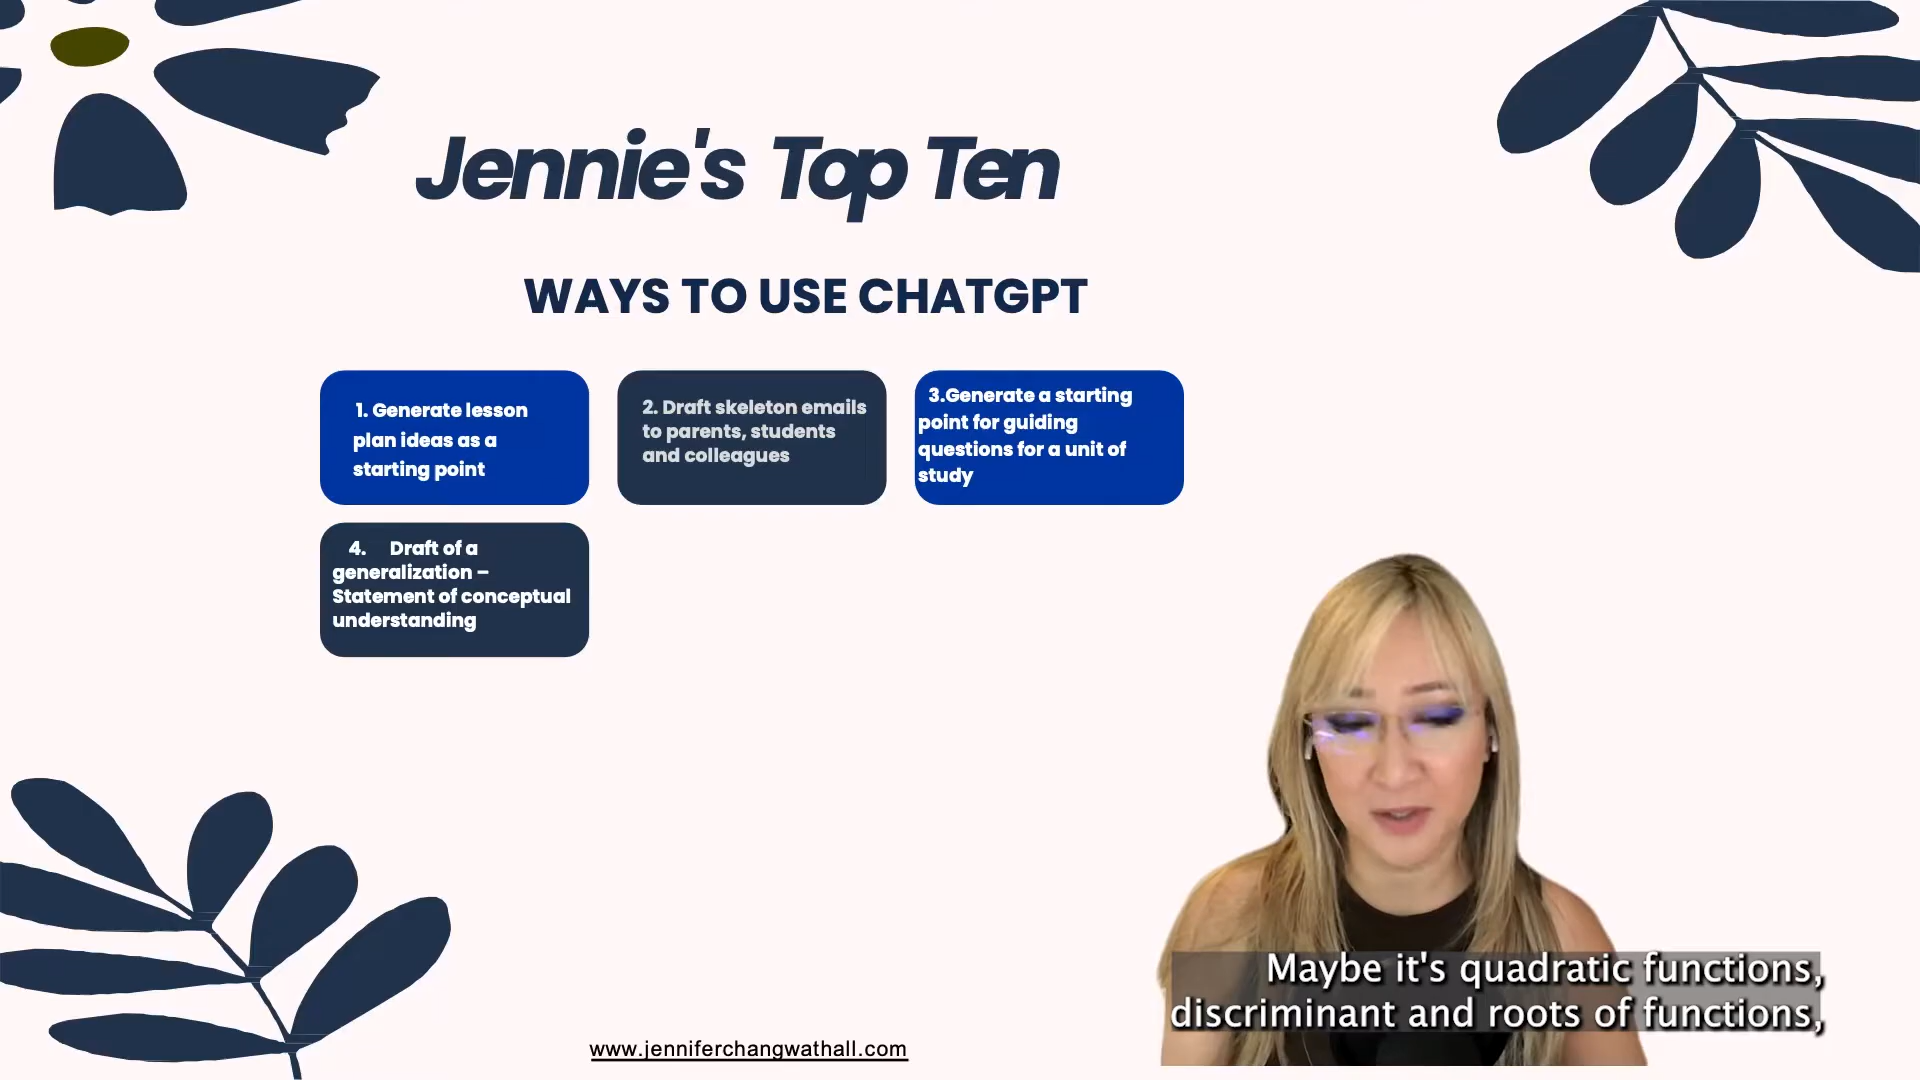 Jennie's Top Ten
WAYS TO USE CHATGPT
1. Generate lesson
plan ideas as a
starting point
2. Draft skeleton emails
to parents, students
and colleagues
3.Generate a starting
point for guiding
questions for a unit of
study
4. Draft of a
generalization –
Statement of conceptual
understanding
Maybe it's quadratic functions,
discriminant and roots of functions,
www.jenniferchangwathall.com